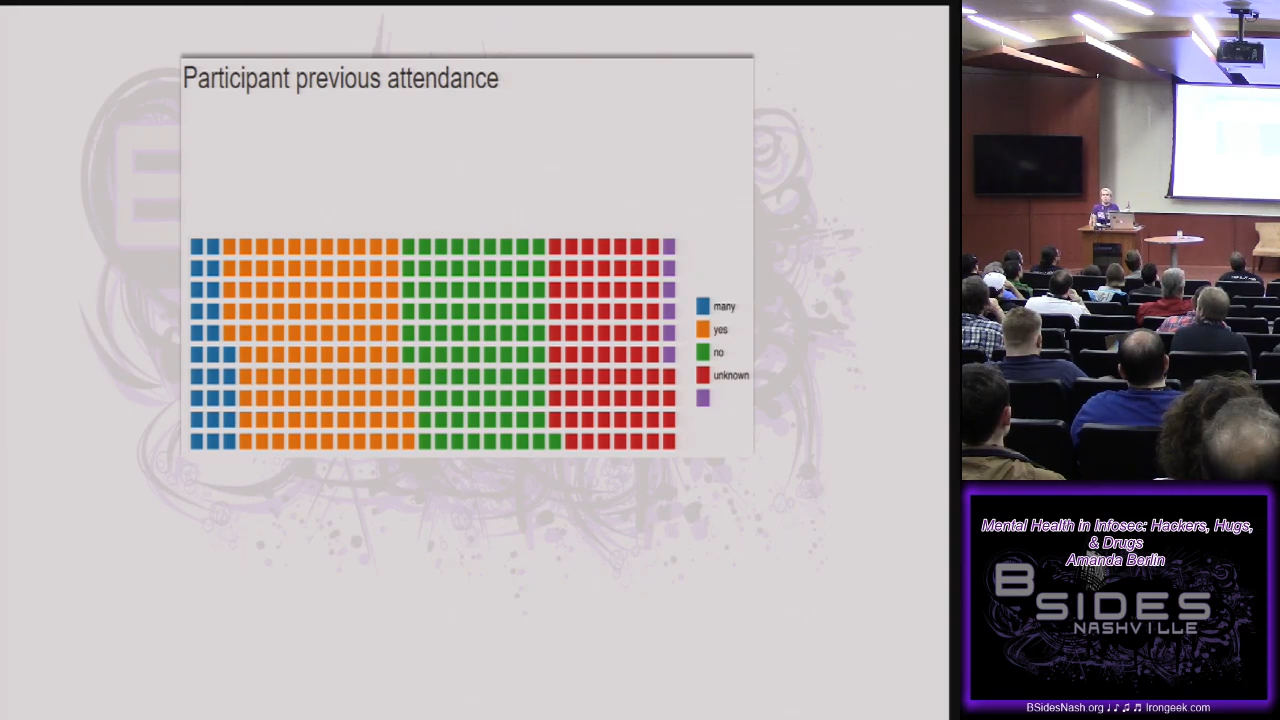 Participant previous attendance
many
yes
no
unknown
Mental Health in Infosec: Hackers, Hugs,
& Drugs
Amanda Berlin
BSIDES
NASHVILLE
BSidesNash.org ♩ ♪ ♫ ♬ Irongeek.com